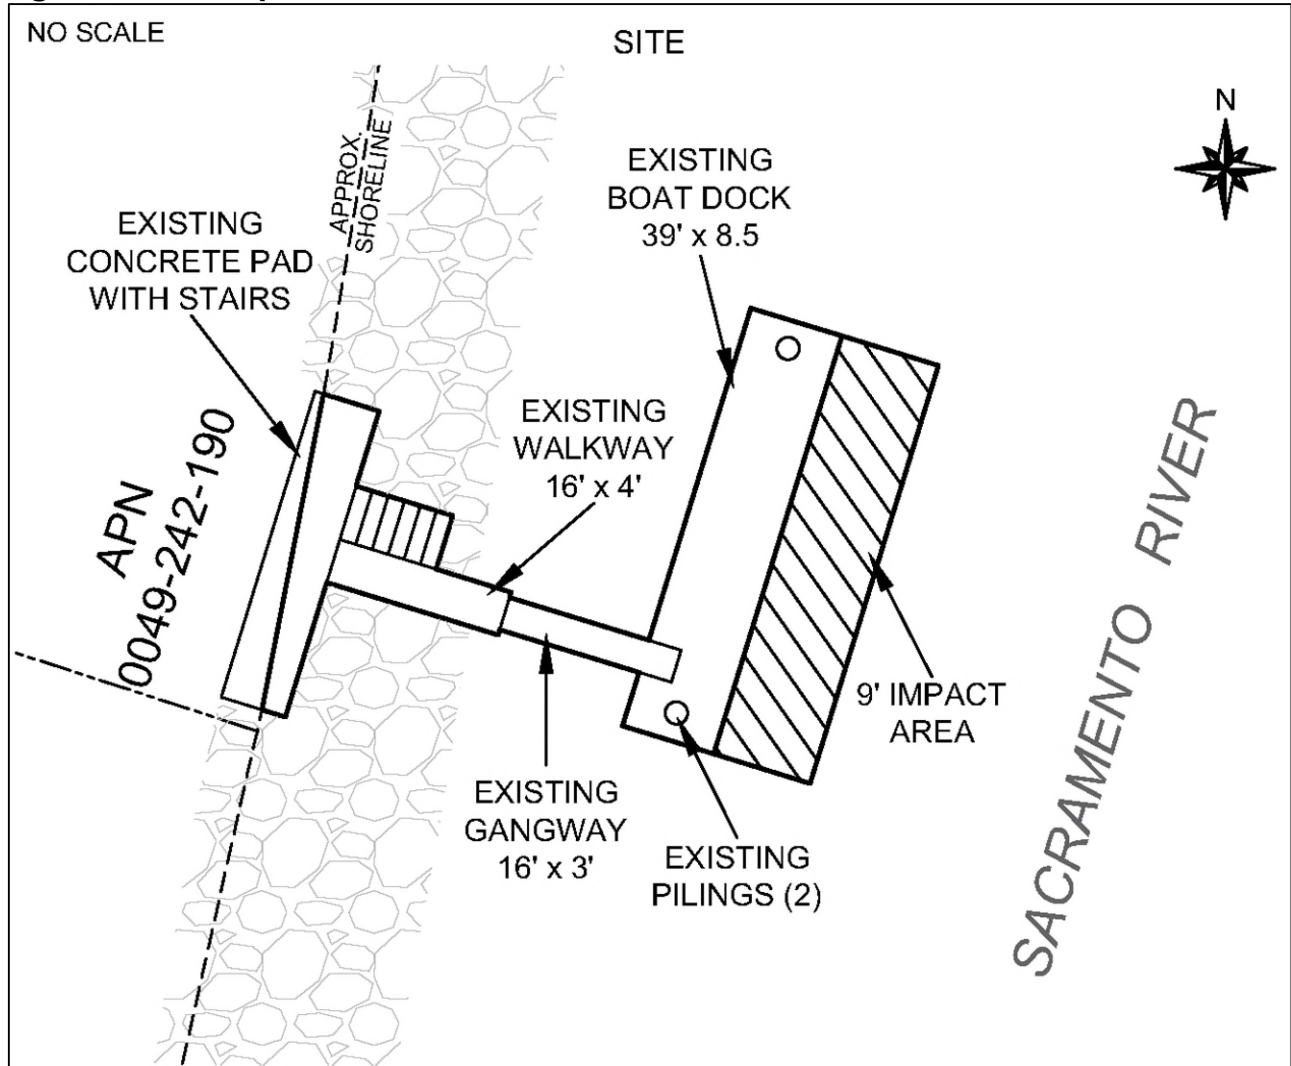 NO SCALE
SITE
N
APPROX.
SHORELINE
EXISTING
BOAT DOCK
39' x 8.5
EXISTING
CONCRETE PAD
WITH STAIRS
EXISTING
WALKWAY
16' x 4'
APN
0049-242-190
SACRAMENTO RIVER
9' IMPACT
AREA
EXISTING
GANGWAY
16' x 3'
EXISTING
PILINGS (2)